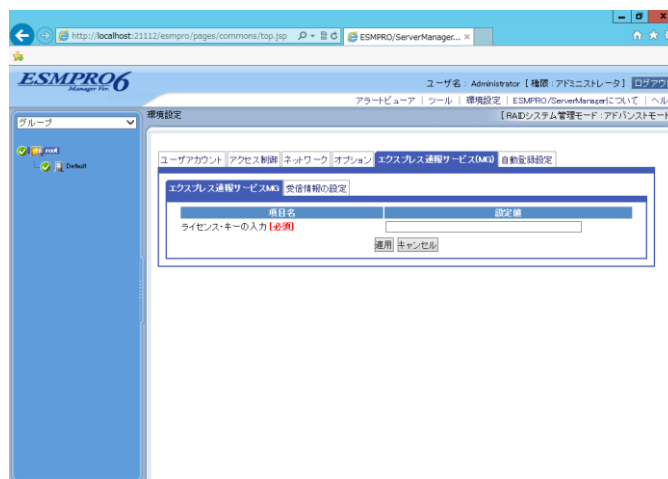 http://localhost:21112/esmpro/pages/commons/top.jsp
ESMPRO/ServerManager... ×
ESMPRO6
Manager Ver.
ユーザ名 : Administrator [ 権限 : アドミニストレータ ] ログアウ
アラートビューア | ツール | 環境設定 | ESMPRO/ServerManagerについて | ヘル
グループ
環境設定
[ RAIDシステム管理モード : アドバンストモード
root
Default
ユーザアカウント アクセス制御 ネットワーク オプション エクスプレス通報サービス(MG) 自動登録設定
エクスプレス通報サービスMG 受信情報の設定
項目名 設定値
ライセンス・キーの入力 [必須]
適用 キャンセル